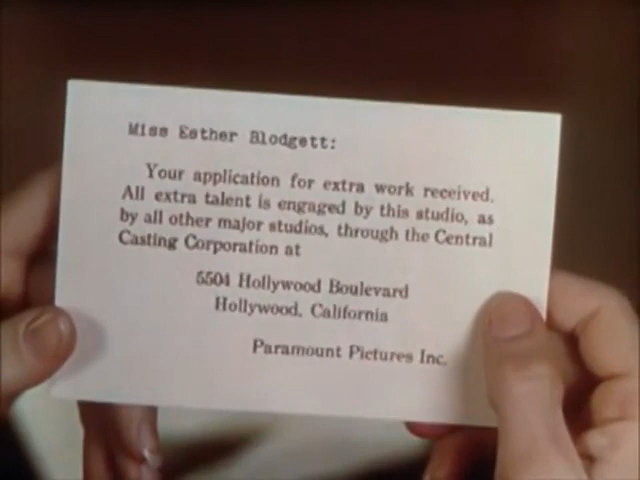 Miss Esther Blodgett:
Your application for extra work received.
All extra talent is engaged by this studio, as
by all other major studios, through the Central
Casting Corporation at
5504 Hollywood Boulevard
Hollywood, California
Paramount Pictures Inc.